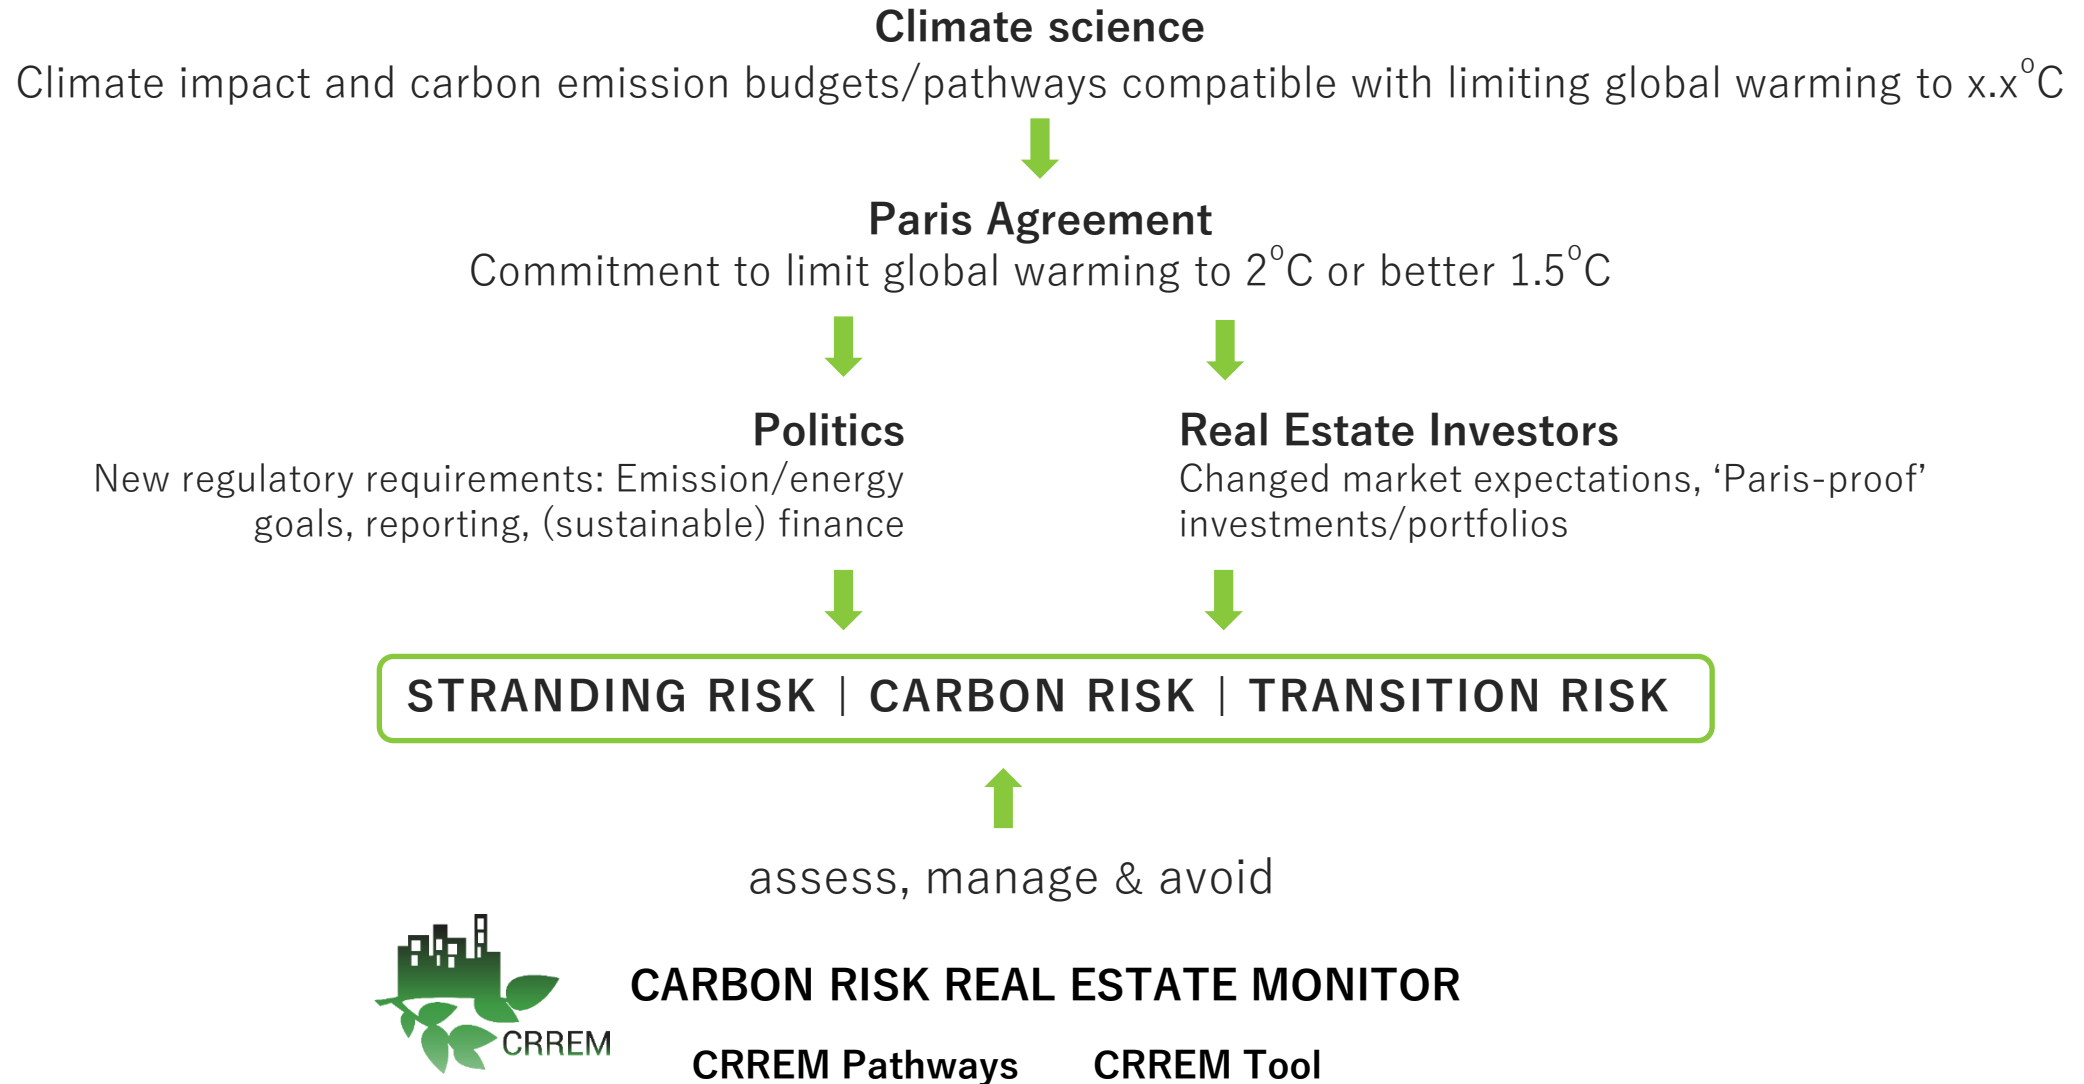 Climate science
Climate impact and carbon emission budgets/pathways compatible with limiting global warming to x.x°C
Paris Agreement
Commitment to limit global warming to 2°C or better 1.5°C
Politics
New regulatory requirements: Emission/energy
goals, reporting, (sustainable) finance
Real Estate Investors
Changed market expectations, ‘Paris-proof’
investments/portfolios
STRANDING RISK | CARBON RISK | TRANSITION RISK
assess, manage & avoid
CARBON RISK REAL ESTATE MONITOR
CRREM
CRREM Pathways CRREM Tool